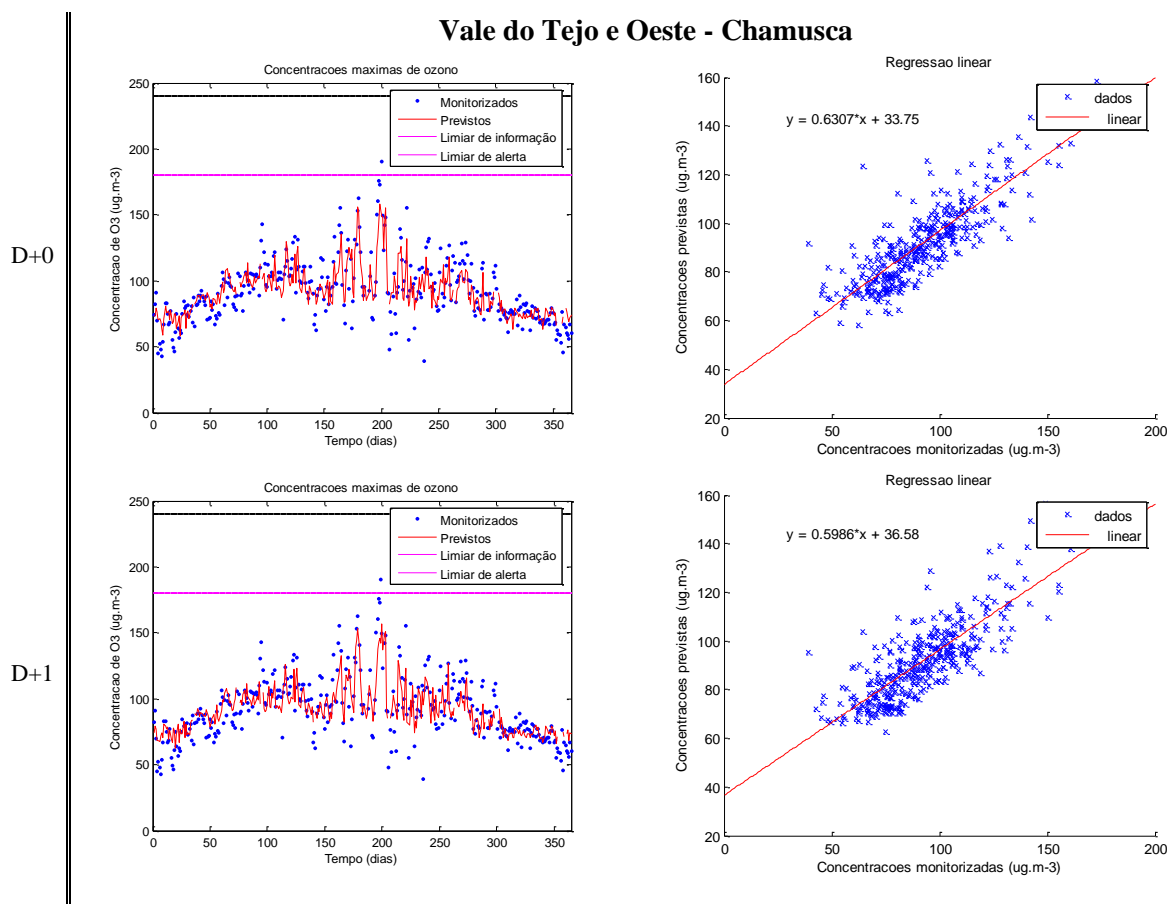 Vale do Tejo e Oeste - Chamusca
D+0
Concentracoes maximas de ozono
250
200
150
100
50
0
Concentracao de O3 (ug.m-3)
Monitorizados
Previstos
Limiar de informação
Limiar de alerta
0 50 100 150 200 250 300 350
Tempo (dias)
Regressao linear
160
140
120
100
80
60
40
20
Concentracoes previstas (ug.m-3)
y = 0.6307*x + 33.75
dados
linear
0 50 100 150 200
Concentracoes monitorizadas (ug.m-3)
D+1
Concentracoes maximas de ozono
250
200
150
100
50
0
Concentracao de O3 (ug.m-3)
Monitorizados
Previstos
Limiar de informação
Limiar de alerta
0 50 100 150 200 250 300 350
Tempo (dias)
Regressao linear
160
140
120
100
80
60
40
20
Concentracoes previstas (ug.m-3)
y = 0.5986*x + 36.58
dados
linear
0 50 100 150 200
Concentracoes monitorizadas (ug.m-3)